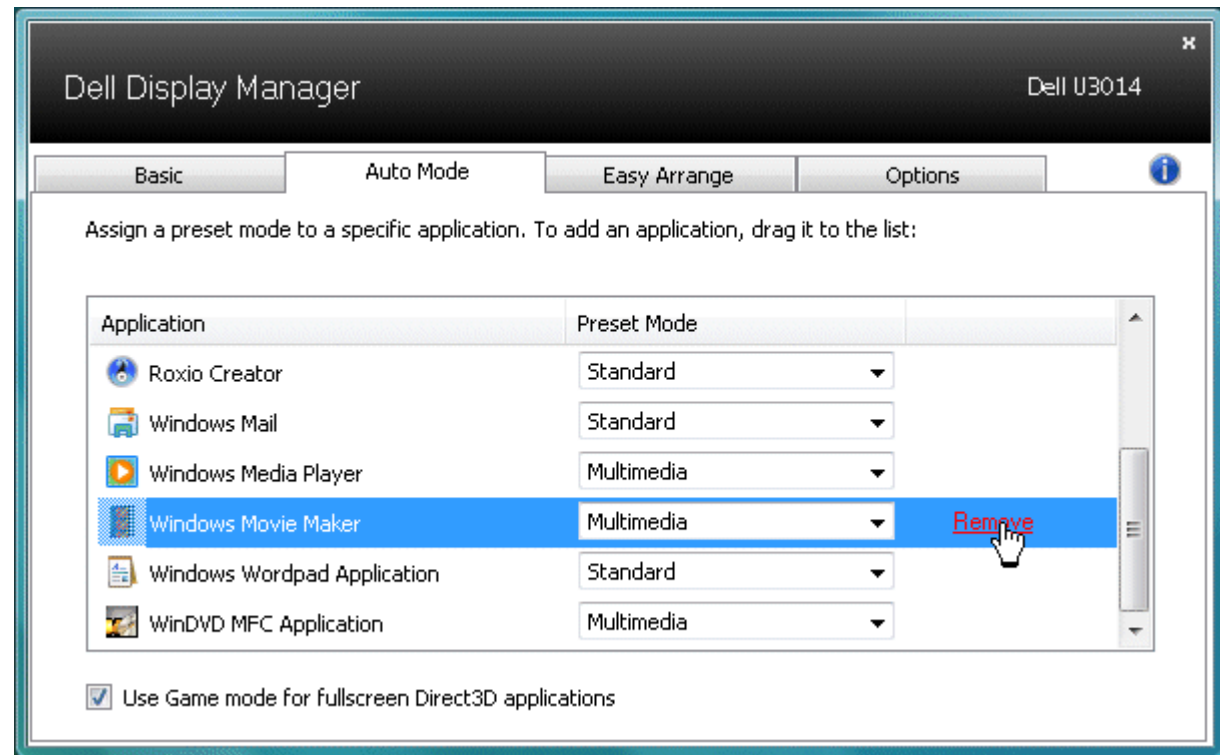 Dell Display Manager
Dell U3014
Basic
Auto Mode
Easy Arrange
Options
Assign a preset mode to a specific application. To add an application, drag it to the list:
Application Preset Mode
Roxio Creator Standard
Windows Mail Standard
Windows Media Player Multimedia
Windows Movie Maker Multimedia Remove
Windows Wordpad Application Standard
WinDVD MFC Application Multimedia
Use Game mode for fullscreen Direct3D applications